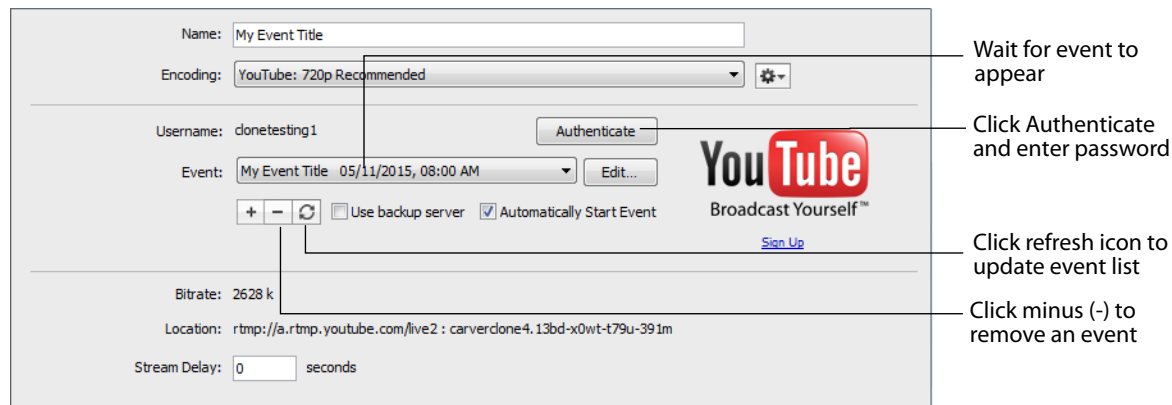 Name: My Event Title
Encoding: YouTube: 720p Recommended
Username: clonetesting1 Authenticate
Event: My Event Title 05/11/2015, 08:00 AM Edit...
+ - Use backup server Automatically Start Event
You Tube
Broadcast Yourself™
Sign Up
Bitrate: 2628 k
Location: rtmp://a.rtmp.youtube.com/live2 : carverclone4.13bd-x0wt-t79u-391m
Stream Delay: 0 seconds
Wait for event to
appear
Click Authenticate
and enter password
Click refresh icon to
update event list
Click minus (-) to
remove an event